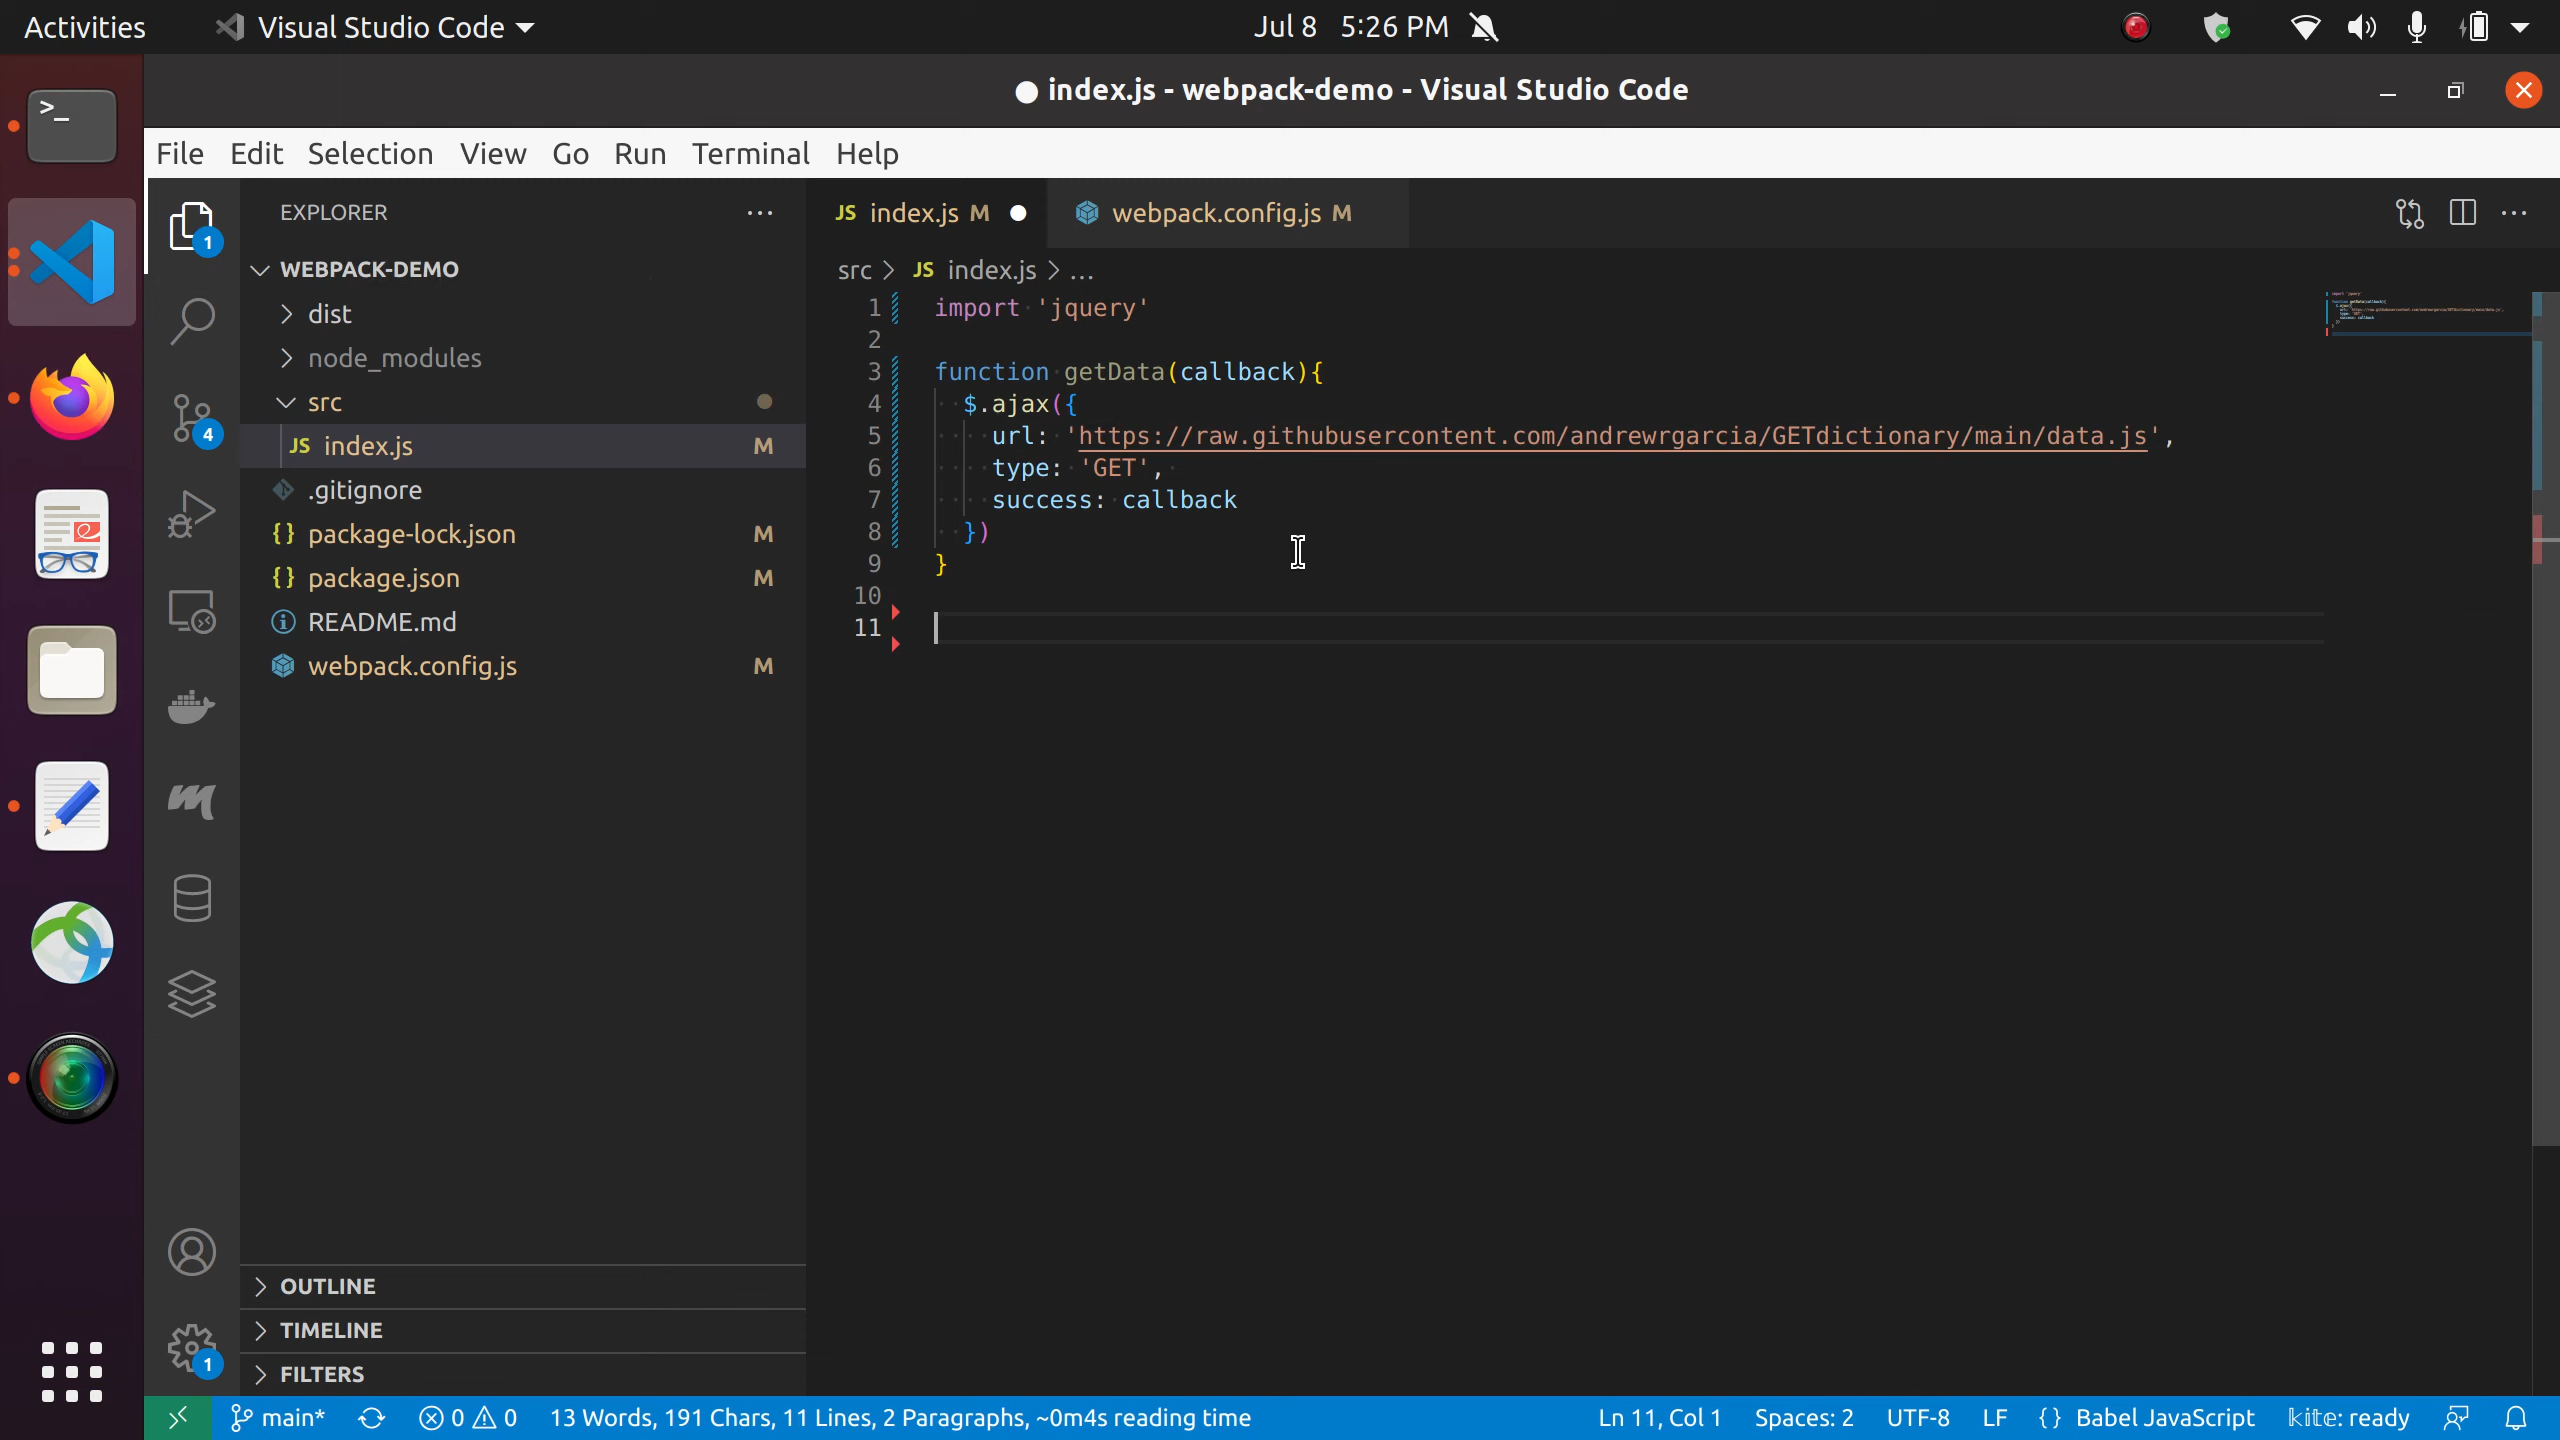 Activities
Visual Studio Code
Jul 8 5:26 PM
● index.js - webpack-demo - Visual Studio Code
File Edit Selection View Go Run Terminal Help
EXPLORER
WEBPACK-DEMO
dist
node_modules
src
JS index.js M
.gitignore
{} package-lock.json M
{} package.json M
README.md
webpack.config.js M
OUTLINE
TIMELINE
FILTERS
1
4
1
JS index.js M ●
webpack.config.js M
src > JS index.js > ...
1 import 'jquery'
2
3 function getData(callback){
4 $.ajax({
5 url: 'https://raw.githubusercontent.com/andrewrgarcia/GETdictionary/main/data.js',
6 type: 'GET',
7 success: callback
8 })
9 }
10
11
main* 0 0 13 Words, 191 Chars, 11 Lines, 2 Paragraphs, ~0m4s reading time
Ln 11, Col 1 Spaces: 2 UTF-8 LF {} Babel JavaScript kite: ready